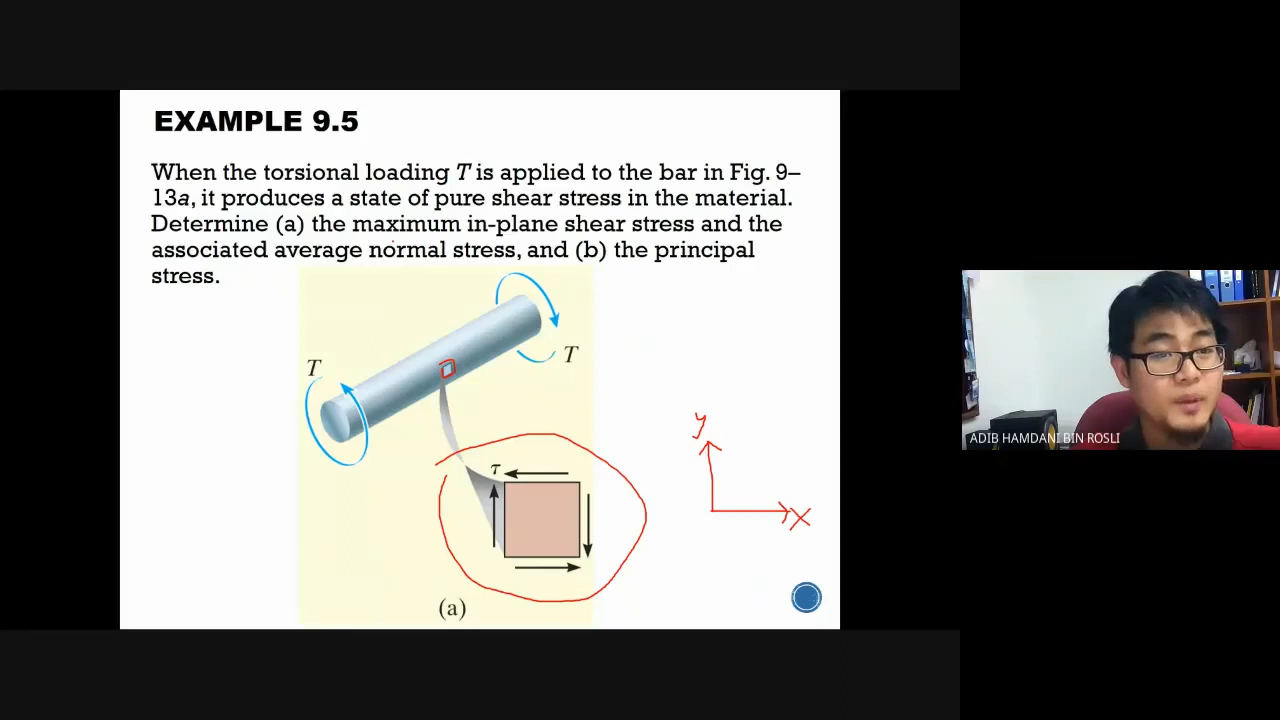 EXAMPLE 9.5
When the torsional loading T is applied to the bar in Fig. 9–
13a, it produces a state of pure shear stress in the material.
Determine (a) the maximum in-plane shear stress and the
associated average normal stress, and (b) the principal
stress.
T
T
τ
(a)
y
x
ADIB HAMDANI BIN ROSLI